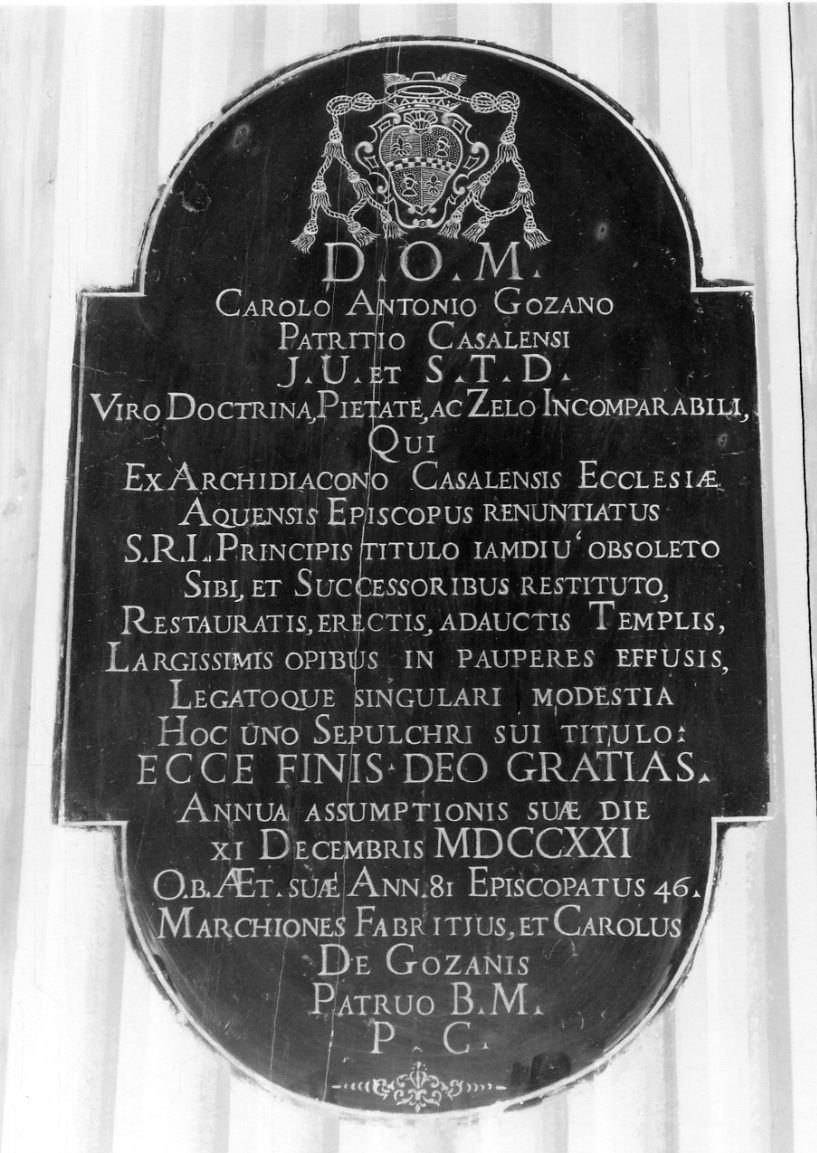 D.O.M.
CAROLO ANTONIO GOZANO
PATRITIO CASALENSI
J.U. ET S.T.D.
VIRO DOCTRINA, PIETATE, AC ZELO INCOMPARABILI,
QUI
EX ARCHIDIACONO CASALENSIS ECCLESIÆ
AQUENSIS EPISCOPUS RENUNTIATUS
S.R.I. PRINCIPIS TITULO IAMDIU' OBSOLETO
SIBI, ET SUCCESSORIBUS RESTITUTO,
RESTAURATIS, ERECTIS, ADAUCTIS TEMPLIS,
LARGISSIMIS OPIBUS IN PAUPERES EFFUSIS,
LEGATOQUE SINGULARI MODESTIA
HOC UNO SEPULCHRI SUI TITULO:
ECCE FINIS·DEO GRATIAS.
ANNUA ASSUMPTIONIS SUÆ DIE
XI DECEMBRIS MDCCXXI
O.B. ÆT. SUÆ ANN. 81 EPISCOPATUS 46.
MARCHIONES FABRITJUS, ET CAROLUS
DE GOZANIS
PATRUO B.M.
P. C.